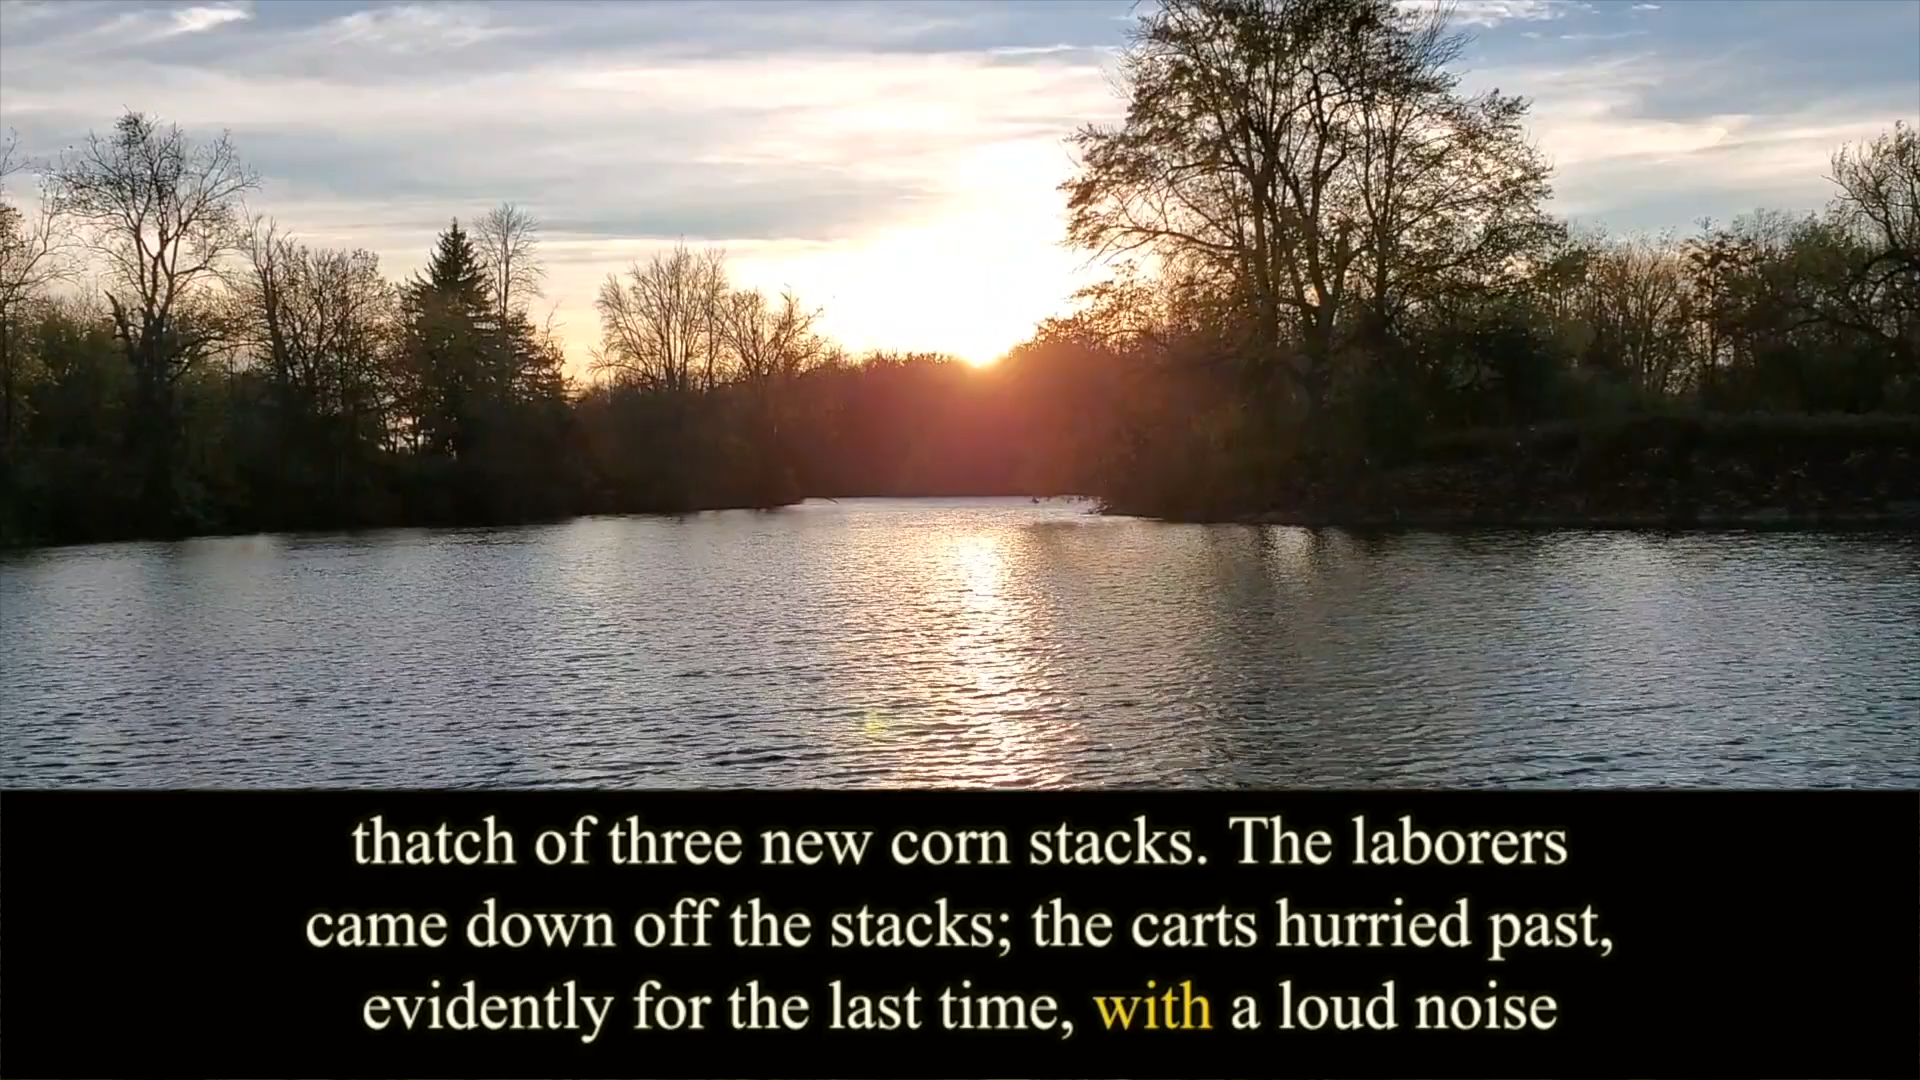 thatch of three new corn stacks. The laborers
came down off the stacks; the carts hurried past,
evidently for the last time, with a loud noise